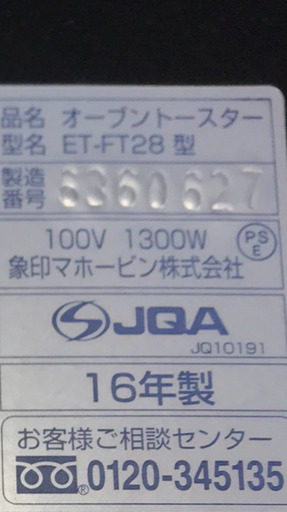 品名 オーブントースター
型名 ET-FT28 型
製造番号 6360627
100V 1300W PSE
象印マホービン株式会社
JQA
JQ10191
16年製
お客様ご相談センター
® 0120-345135